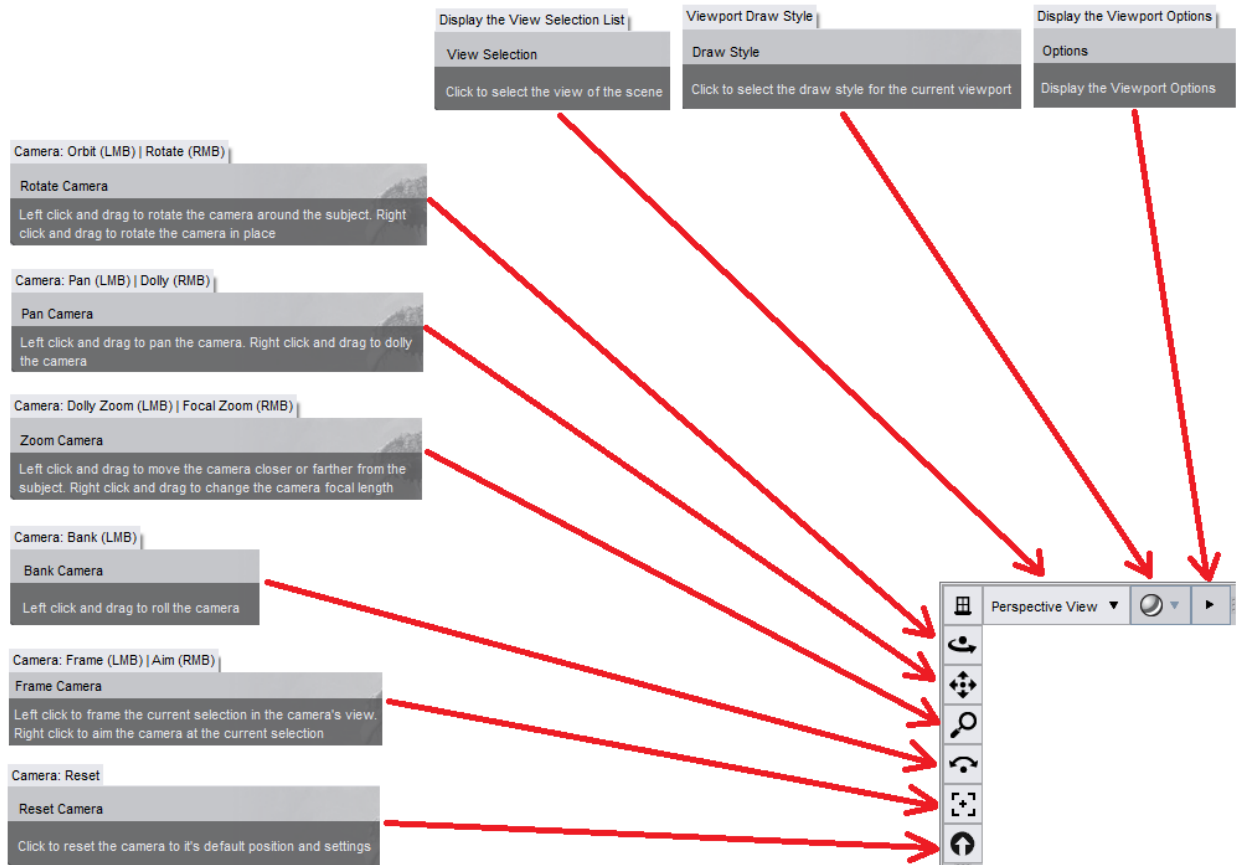 Display the View Selection List
View Selection
Click to select the view of the scene
Viewport Draw Style
Draw Style
Click to select the draw style for the current viewport
Display the Viewport Options
Options
Display the Viewport Options
Camera: Orbit (LMB) | Rotate (RMB)
Rotate Camera
Left click and drag to rotate the camera around the subject. Right
click and drag to rotate the camera in place
Camera: Pan (LMB) | Dolly (RMB)
Pan Camera
Left click and drag to pan the camera. Right click and drag to dolly
the camera
Camera: Dolly Zoom (LMB) | Focal Zoom (RMB)
Zoom Camera
Left click and drag to move the camera closer or farther from the
subject. Right click and drag to change the camera focal length
Camera: Bank (LMB)
Bank Camera
Left click and drag to roll the camera
Camera: Frame (LMB) | Aim (RMB)
Frame Camera
Left click to frame the current selection in the camera's view.
Right click to aim the camera at the current selection
Camera: Reset
Reset Camera
Click to reset the camera to it's default position and settings
Perspective View